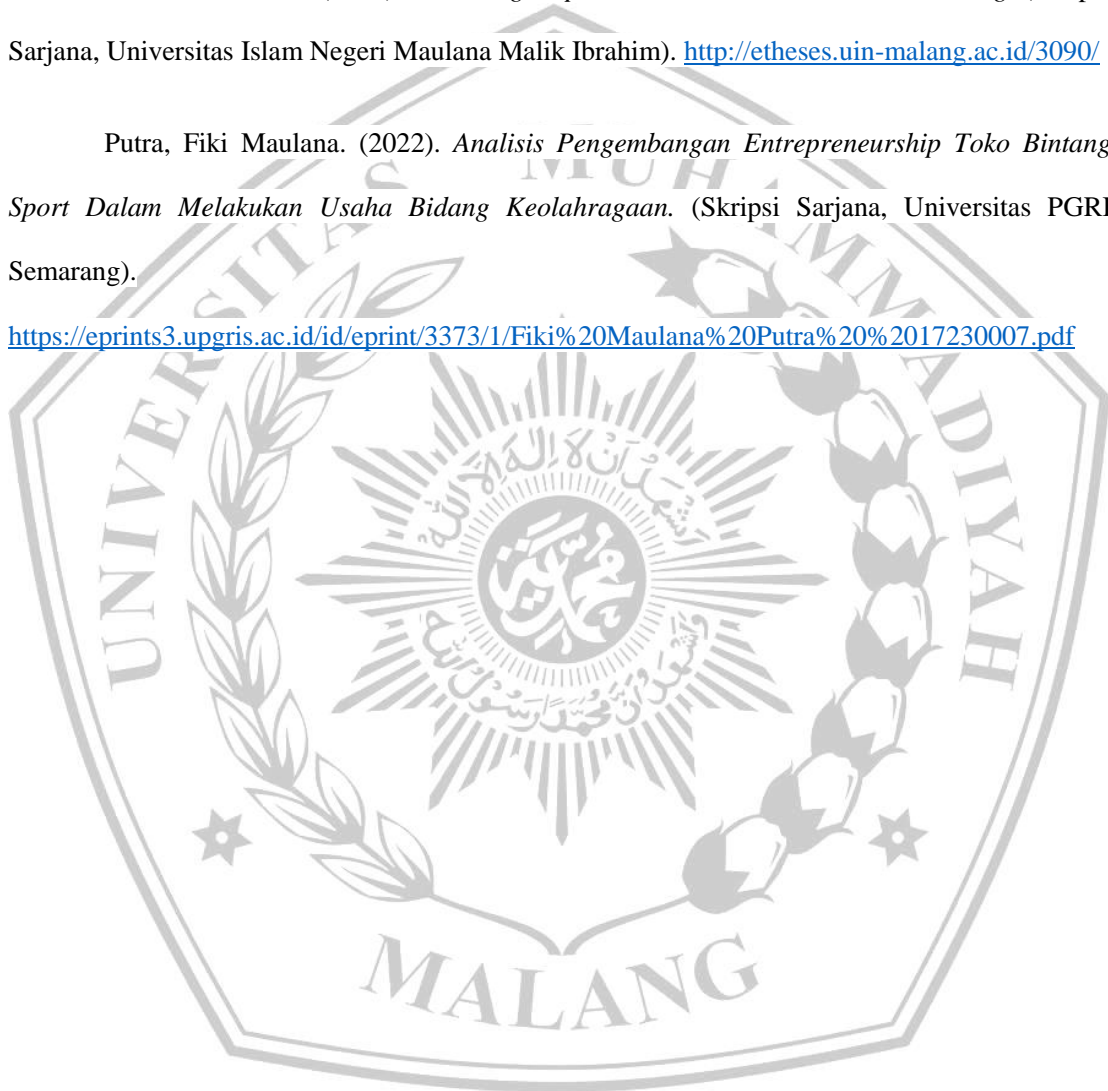 Sarjana, Universitas Islam Negeri Maulana Malik Ibrahim). http://etheses.uin-malang.ac.id/3090/
Putra, Fiki Maulana. (2022). Analisis Pengembangan Entrepreneurship Toko Bintang
Sport Dalam Melakukan Usaha Bidang Keolahragaan. (Skripsi Sarjana, Universitas PGRI
Semarang).
https://eprints3.upgris.ac.id/id/eprint/3373/1/Fiki%20Maulana%20Putra%20%2017230007.pdf
UNIVERSITAS MUHAMMADIYAH
MALANG